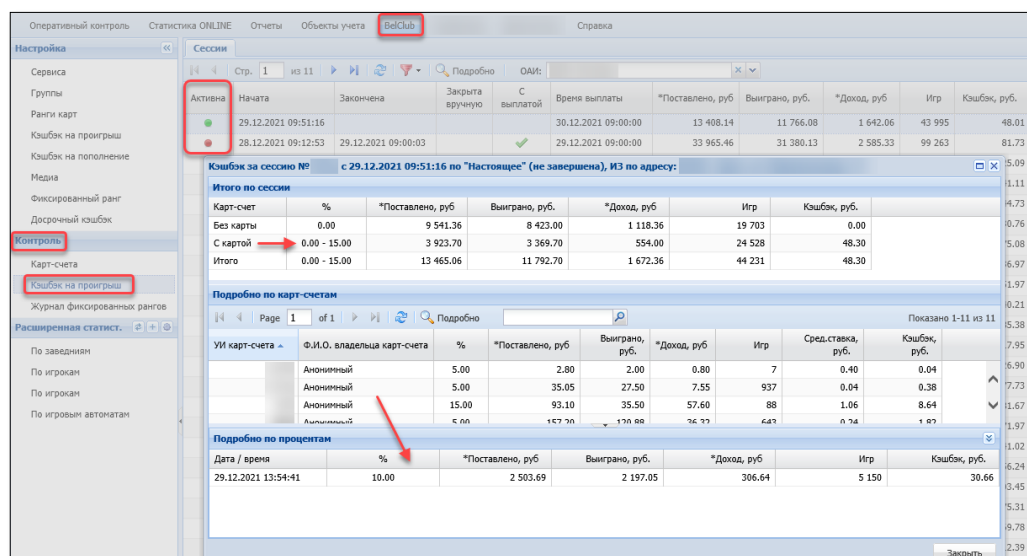 Оперативный контроль Статистика ONLINE Отчеты Объекты учета BelClub Справка
Настройка
Сервиса
Группы
Ранги карт
Кэшбэк на проигрыш
Кэшбэк на пополнение
Медиа
Фиксированный ранг
Досрочный кэшбэк
Контроль
Карт-счета
Кэшбэк на проигрыш
Журнал фиксированных рангов
Расширенная статист.
По заведниям
По игрокам
По игрокам
По игровым автоматам
Сессии
Стр. 1 из 11 Подробно ОАИ:
Активна Начата Закончена Закрыта вручную С выплатой Время выплаты *Поставлено, руб Выиграно, руб. *Доход, руб Игр Кэшбэк, руб.
29.12.2021 09:51:16 30.12.2021 09:00:00 13 408.14 11 766.08 1 642.06 43 995 48.01
28.12.2021 09:12:53 29.12.2021 09:00:03 29.12.2021 09:00:00 33 965.46 31 380.13 2 585.33 99 263 81.73
Кэшбэк за сессию № с 29.12.2021 09:51:16 по "Настоящее" (не завершена), ИЗ по адресу:
Итого по сессии
Карт-счет % *Поставлено, руб Выиграно, руб. *Доход, руб Игр Кэшбэк, руб.
Без карты 0.00 9 541.36 8 423.00 1 118.36 19 703 0.00
С картой 0.00 - 15.00 3 923.70 3 369.70 554.00 24 528 48.30
Итого 0.00 - 15.00 13 465.06 11 792.70 1 672.36 44 231 48.30
Подробно по карт-счетам
Page 1 of 1 Подробно Показано 1-11 из 11
УИ карт-счета Ф.И.О. владельца карт-счета % *Поставлено, руб Выиграно, руб. *Доход, руб Игр Сред.ставка, руб. Кэшбэк, руб.
Анонимный 5.00 2.80 2.00 0.80 7 0.40 0.04
Анонимный 5.00 35.05 27.50 7.55 937 0.04 0.38
Анонимный 15.00 93.10 35.50 57.60 88 1.06 8.64
Анонимный 5.00 157.20 120.88 36.32 643 0.24 1.82
Подробно по процентам
Дата / время % *Поставлено, руб Выиграно, руб. *Доход, руб Игр Кэшбэк, руб.
29.12.2021 13:54:41 10.00 2 503.69 2 197.05 306.64 5 150 30.66
Закрыть